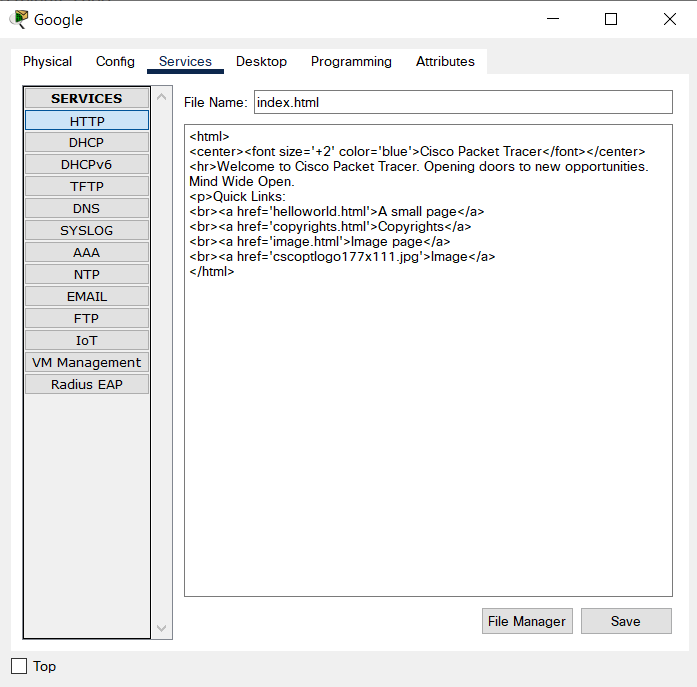 Google
Physical Config Services Desktop Programming Attributes
SERVICES
HTTP
DHCP
DHCPv6
TFTP
DNS
SYSLOG
AAA
NTP
EMAIL
FTP
IoT
VM Management
Radius EAP
File Name: index.html
<html>
<center><font size='+2' color='blue'>Cisco Packet Tracer</font></center>
<hr>Welcome to Cisco Packet Tracer. Opening doors to new opportunities.
Mind Wide Open.
<p>Quick Links:
<br><a href='helloworld.html'>A small page</a>
<br><a href='copyrights.html'>Copyrights</a>
<br><a href='image.html'>Image page</a>
<br><a href='cscoptlogo177x111.jpg'>Image</a>
</html>
File Manager Save
Top